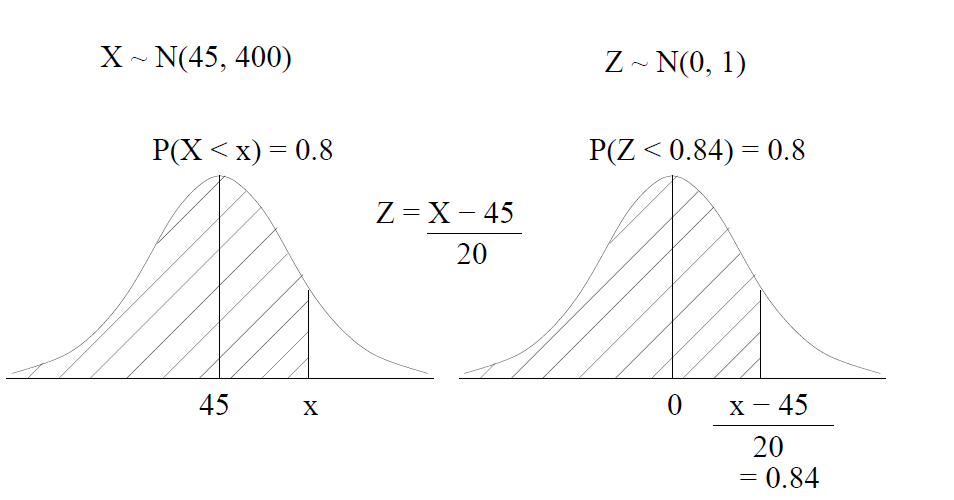 X ~ N(45, 400)
Z ~ N(0, 1)
P(X < x) = 0.8
P(Z < 0.84) = 0.8
Z = X − 45
20
45
x
0
x − 45
20
= 0.84